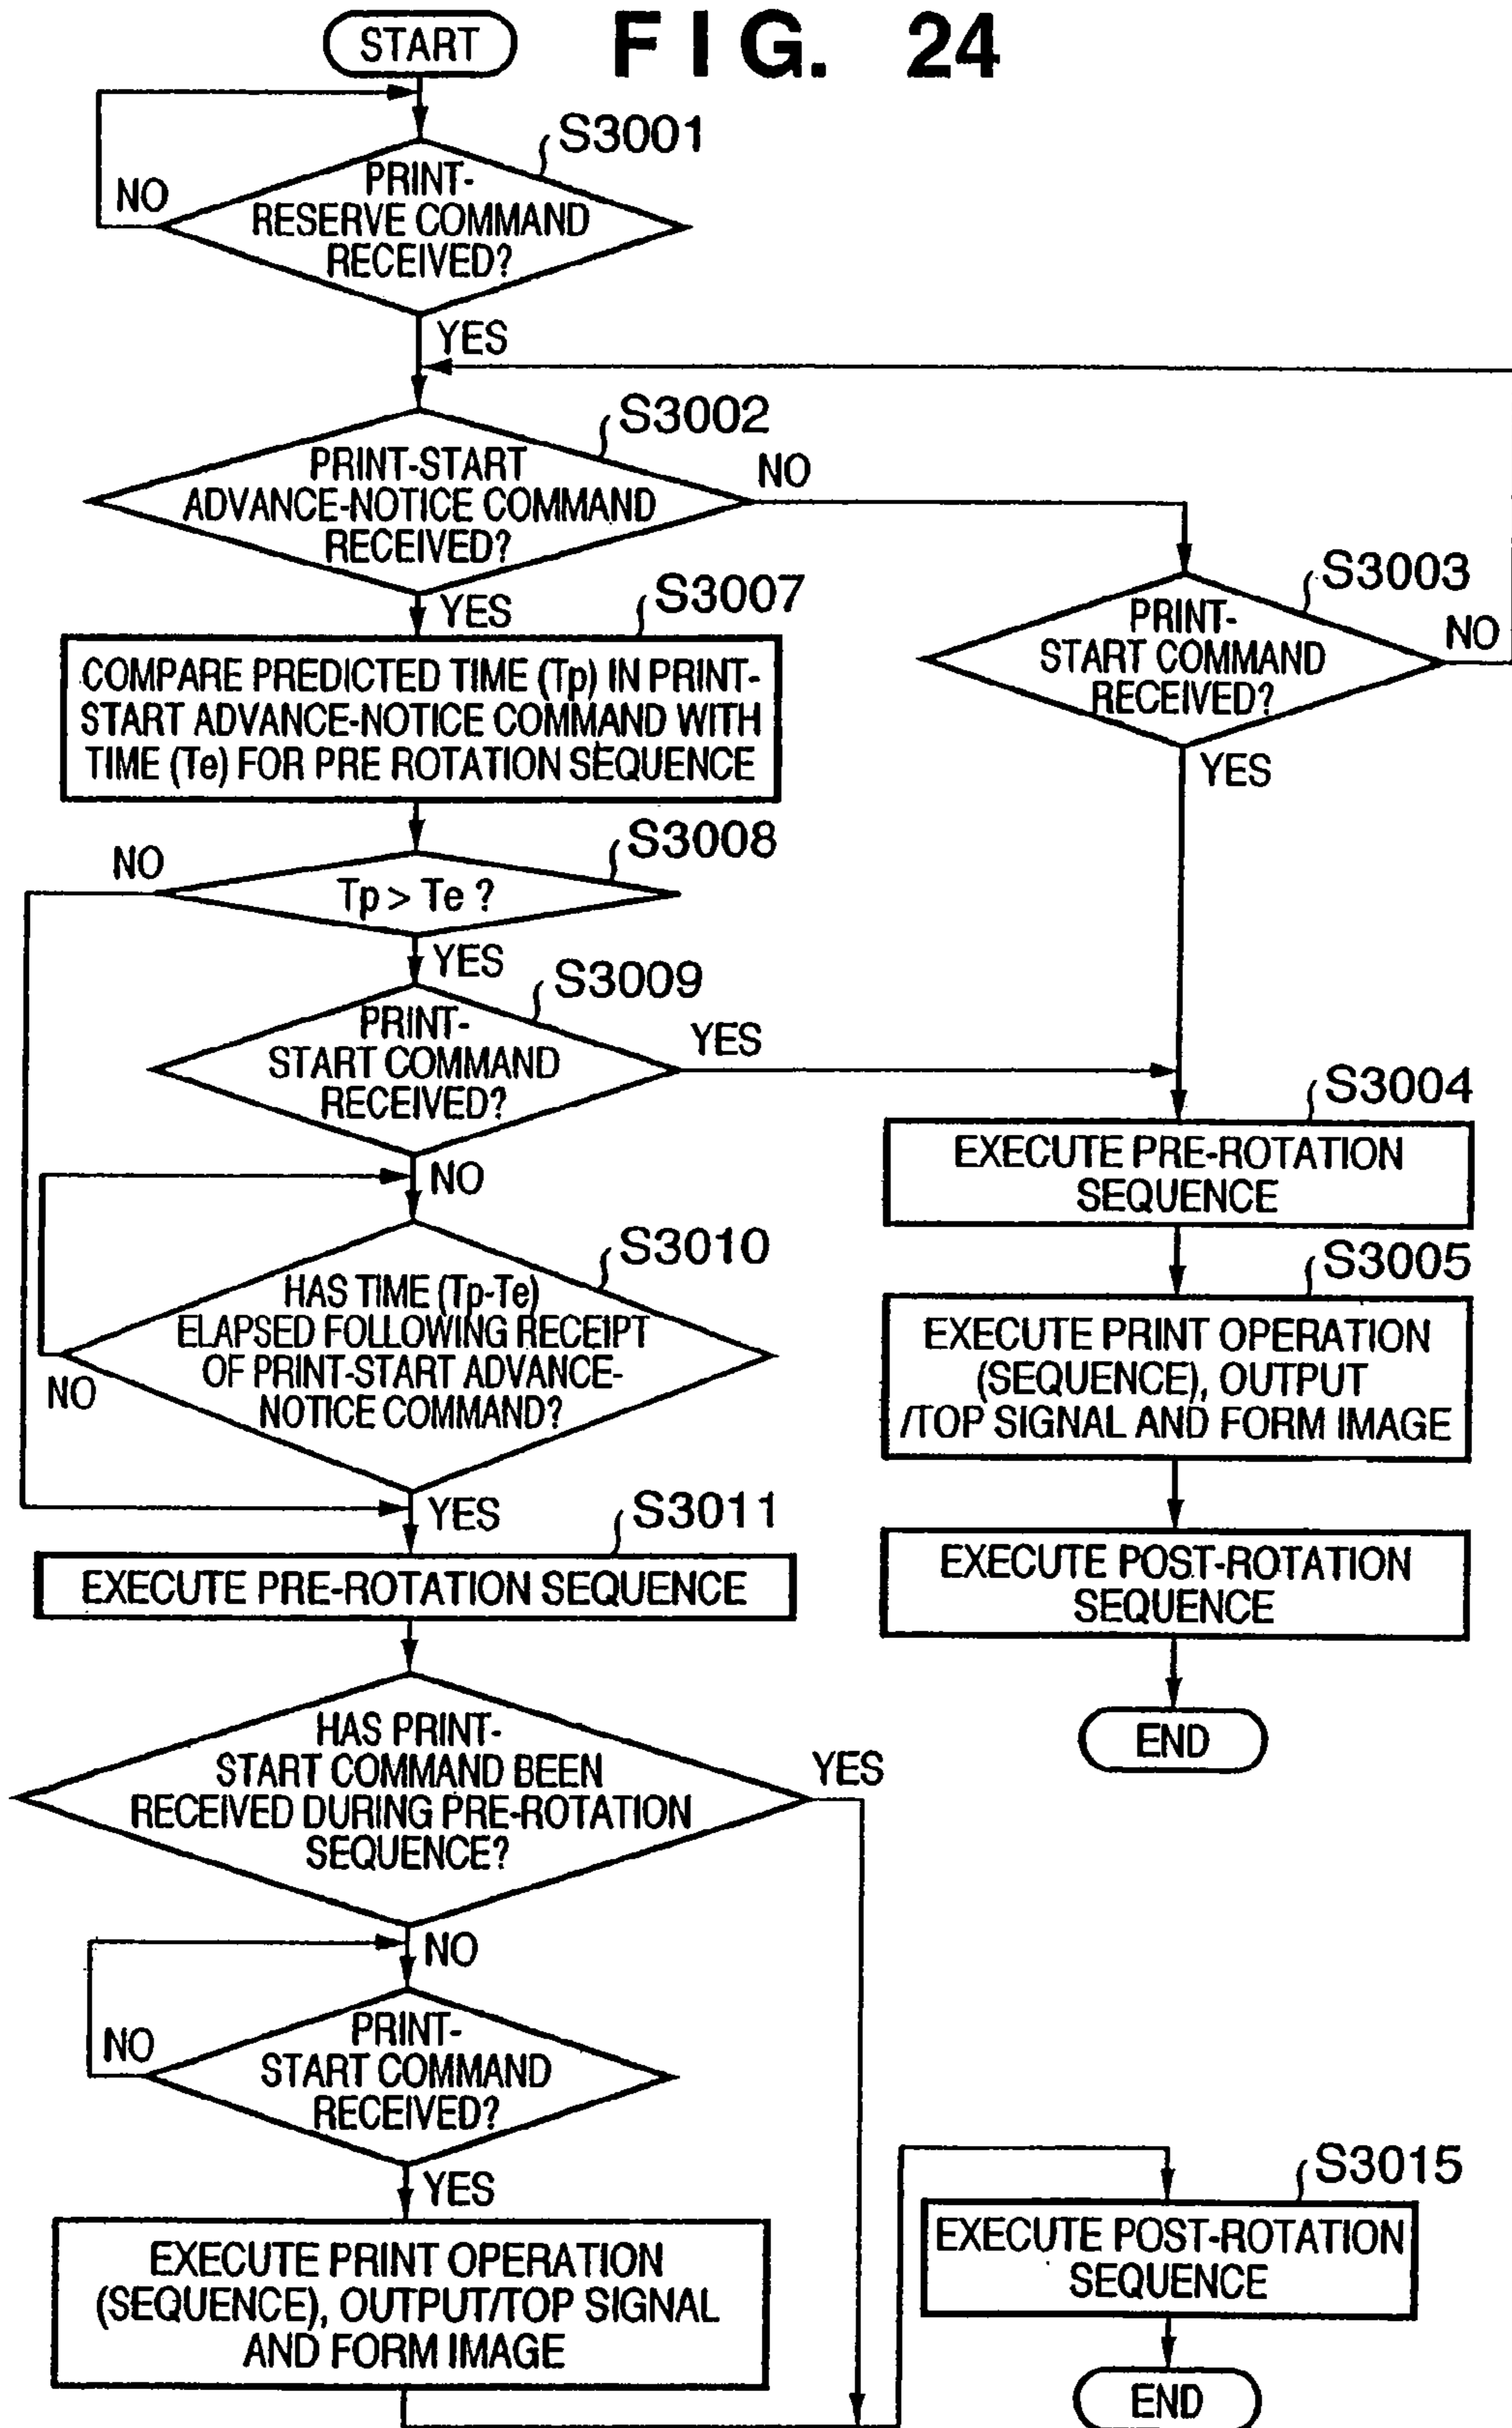 FIG. 24
START
S3001
PRINT-
RESERVE COMMAND
RECEIVED?
NO
YES
S3002
PRINT-START
ADVANCE-NOTICE COMMAND
RECEIVED?
NO
YES
S3003
PRINT-
START COMMAND
RECEIVED?
NO
YES
S3007
COMPARE PREDICTED TIME (Tp) IN PRINT-
START ADVANCE-NOTICE COMMAND WITH
TIME (Te) FOR PRE ROTATION SEQUENCE
S3008
Tp > Te ?
NO
YES
S3009
PRINT-
START COMMAND
RECEIVED?
YES
NO
S3004
EXECUTE PRE-ROTATION
SEQUENCE
S3005
EXECUTE PRINT OPERATION
(SEQUENCE), OUTPUT
/TOP SIGNAL AND FORM IMAGE
EXECUTE POST-ROTATION
SEQUENCE
END
S3010
HAS TIME (Tp-Te)
ELAPSED FOLLOWING RECEIPT
OF PRINT-START ADVANCE-
NOTICE COMMAND?
NO
YES
S3011
EXECUTE PRE-ROTATION SEQUENCE
HAS PRINT-
START COMMAND BEEN
RECEIVED DURING PRE-ROTATION
SEQUENCE?
YES
NO
PRINT-
START COMMAND
RECEIVED?
NO
YES
EXECUTE PRINT OPERATION
(SEQUENCE), OUTPUT/TOP SIGNAL
AND FORM IMAGE
S3015
EXECUTE POST-ROTATION
SEQUENCE
END